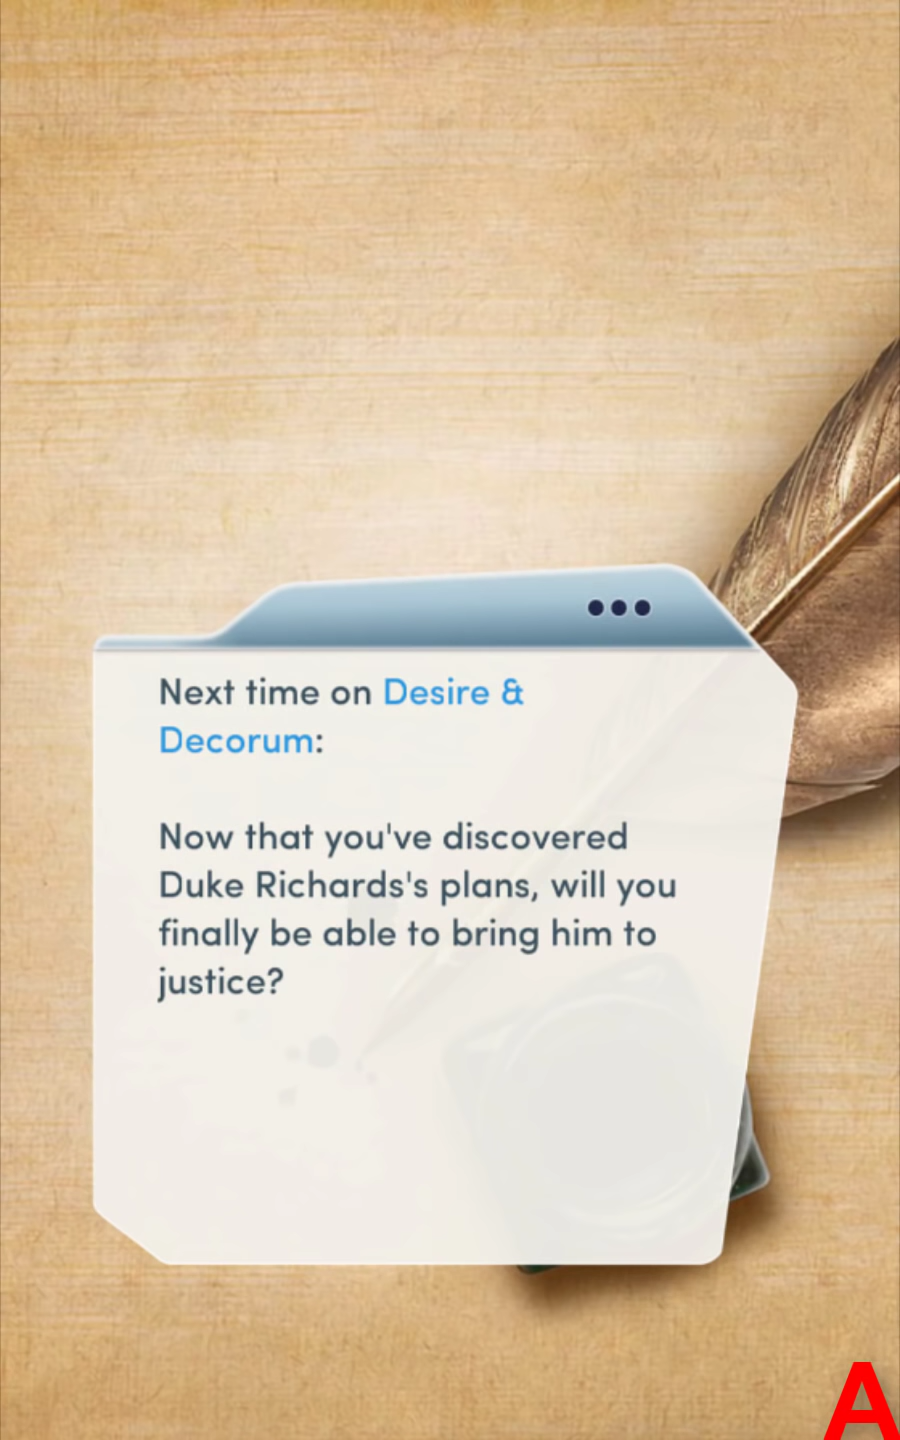 Next time on Desire &
Decorum:
Now that you've discovered
Duke Richards's plans, will you
finally be able to bring him to
justice?
A